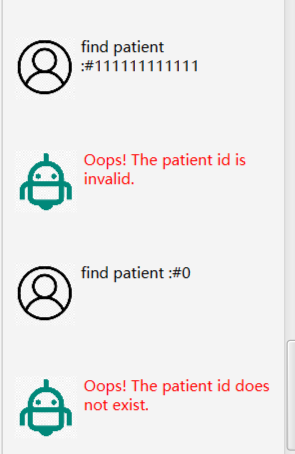 find patient
:#111111111111
Oops! The patient id is
invalid.
find patient :#0
Oops! The patient id does
not exist.